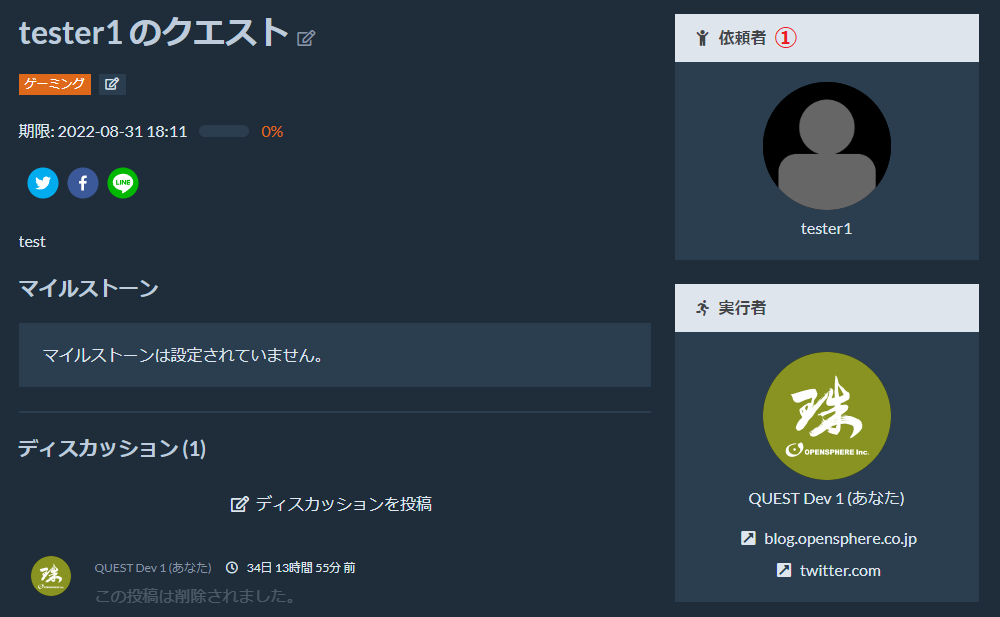 tester1 のクエスト
ゲーミング
期限: 2022-08-31 18:11 0%
LINE
test
マイルストーン
マイルストーンは設定されていません。
ディスカッション (1)
ディスカッションを投稿
珠
QUEST Dev 1 (あなた) 34日 13時間 55分 前
この投稿は削除されました。
依頼者 ①
tester1
実行者
珠
OPENSPHERE Inc.
QUEST Dev 1 (あなた)
blog.opensphere.co.jp
twitter.com